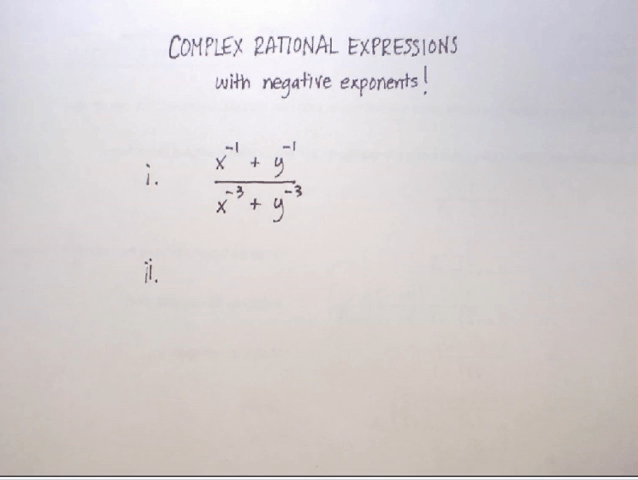 COMPLEX RATIONAL EXPRESSIONS
with negative exponents!
i. x⁻¹ + y⁻¹
x⁻³ + y⁻³
ii.